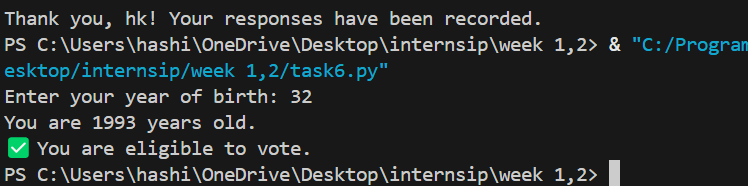 Thank you, hk! Your responses have been recorded.
PS C:\Users\hashi\OneDrive\Desktop\internsip\week 1,2> & "C:/Program
esktop/internsip/week 1,2/task6.py"
Enter your year of birth: 32
You are 1993 years old.
✅ You are eligible to vote.
PS C:\Users\hashi\OneDrive\Desktop\internsip\week 1,2>